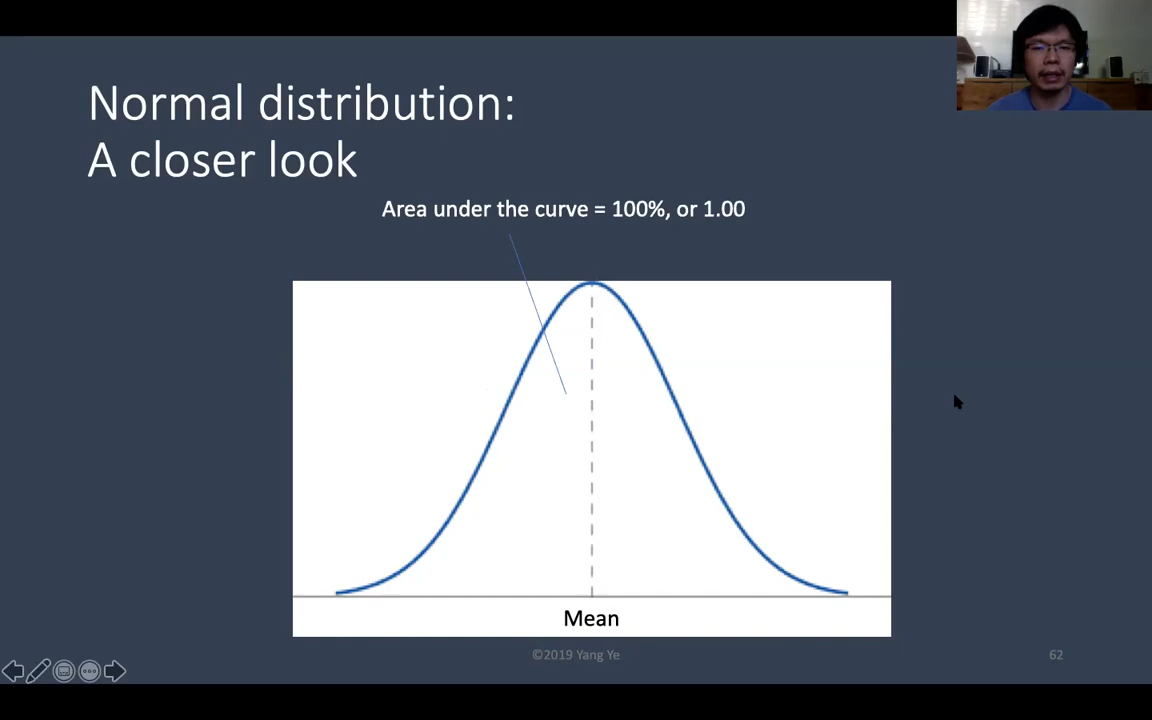 Normal distribution:
A closer look
Area under the curve = 100%, or 1.00
Mean
©2019 Yang Ye
62